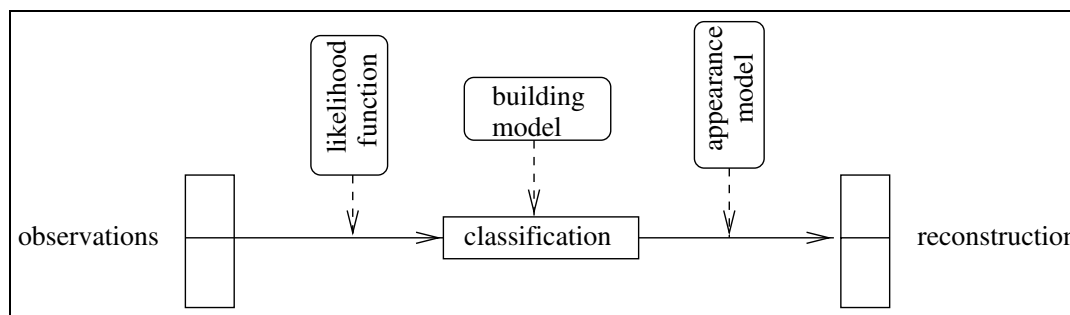 likelihood
function
building
model
appearance
model
observations
classification
reconstruction